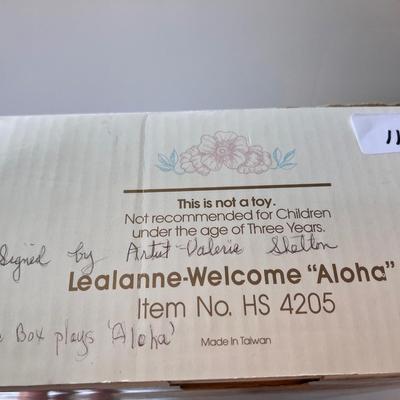 11
This is not a toy.
Not recommended for Children
under the age of Three Years.
Signed by Artist - Valerie Shelton
Lealanne-Welcome "Aloha"
Item No. HS 4205
Box plays 'Aloha'
Made In Taiwan